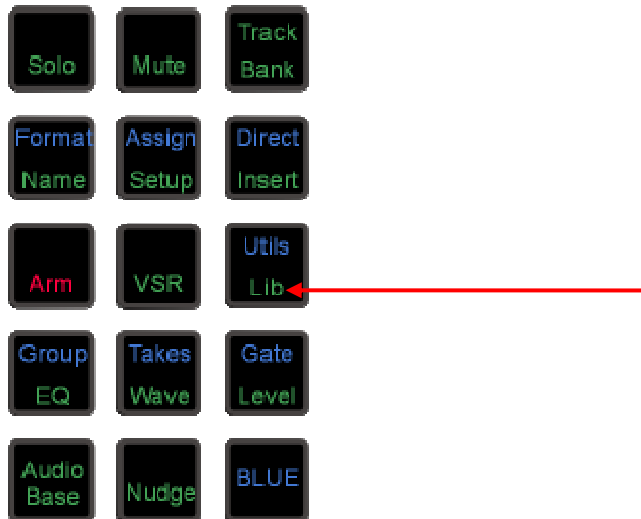 Solo
Mute
Track
Bank
Format
Name
Assign
Setup
Direct
Insert
Arm
VSR
Utils
Lib
Group
EQ
Takes
Wave
Gate
Level
Audio
Base
Nudge
BLUE